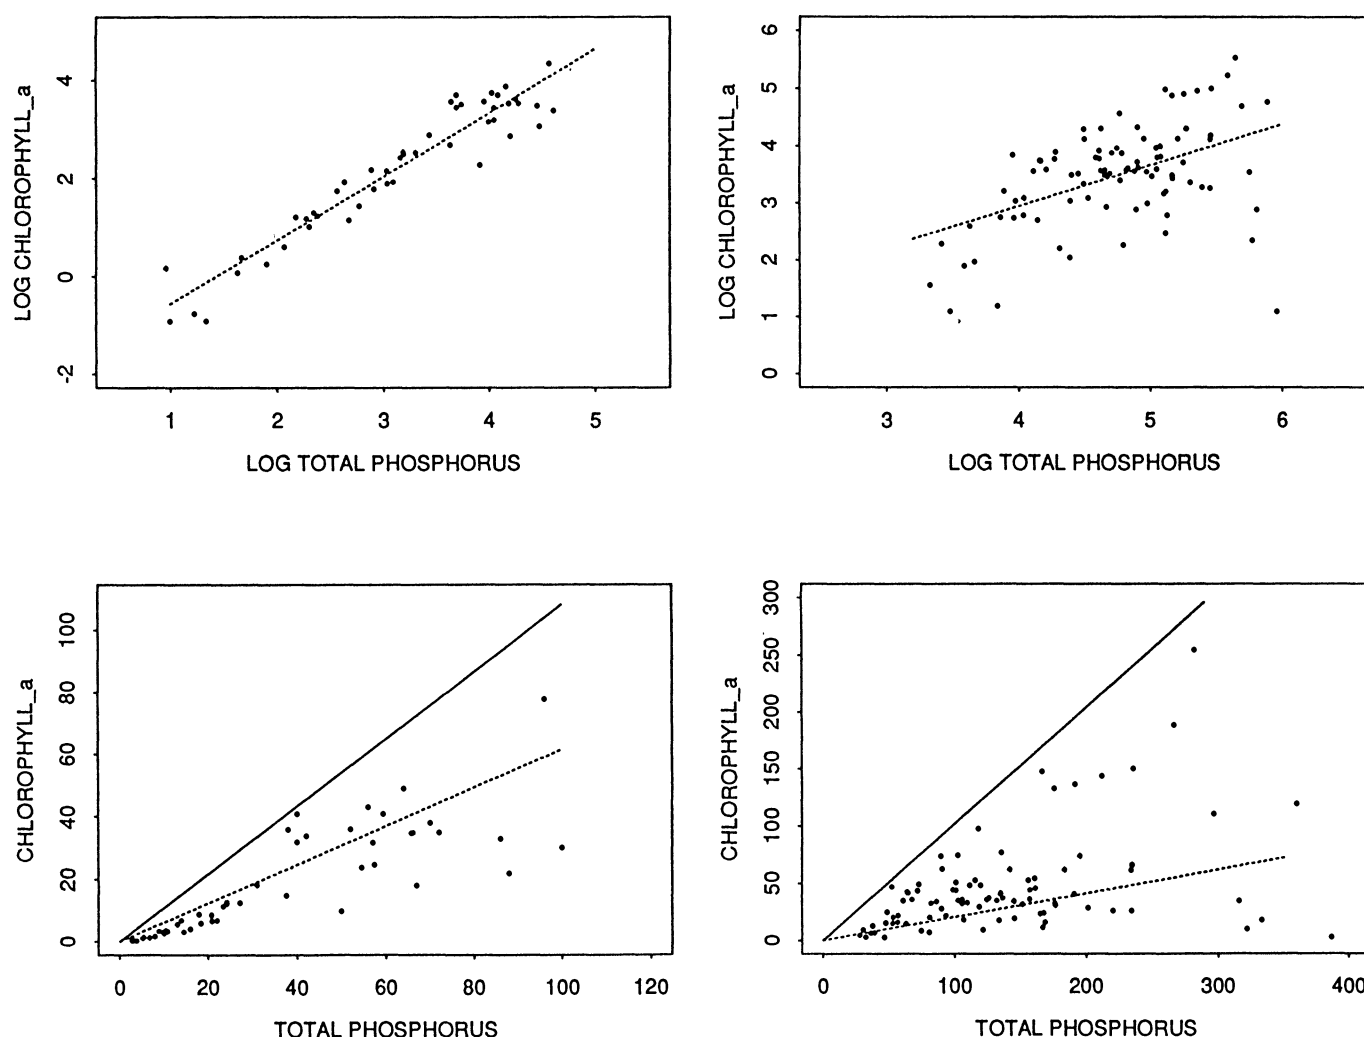 LOG CHLOROPHYLL_a
4
2
0
-2
1 2 3 4 5
LOG TOTAL PHOSPHORUS
LOG CHLOROPHYLL_a
6
5
4
3
2
1
0
3 4 5 6
LOG TOTAL PHOSPHORUS
CHLOROPHYLL_a
100
80
60
40
20
0
0 20 40 60 80 100 120
TOTAL PHOSPHORUS
CHLOROPHYLL_a
300
250
200
150
100
50
0
0 100 200 300 400
TOTAL PHOSPHORUS